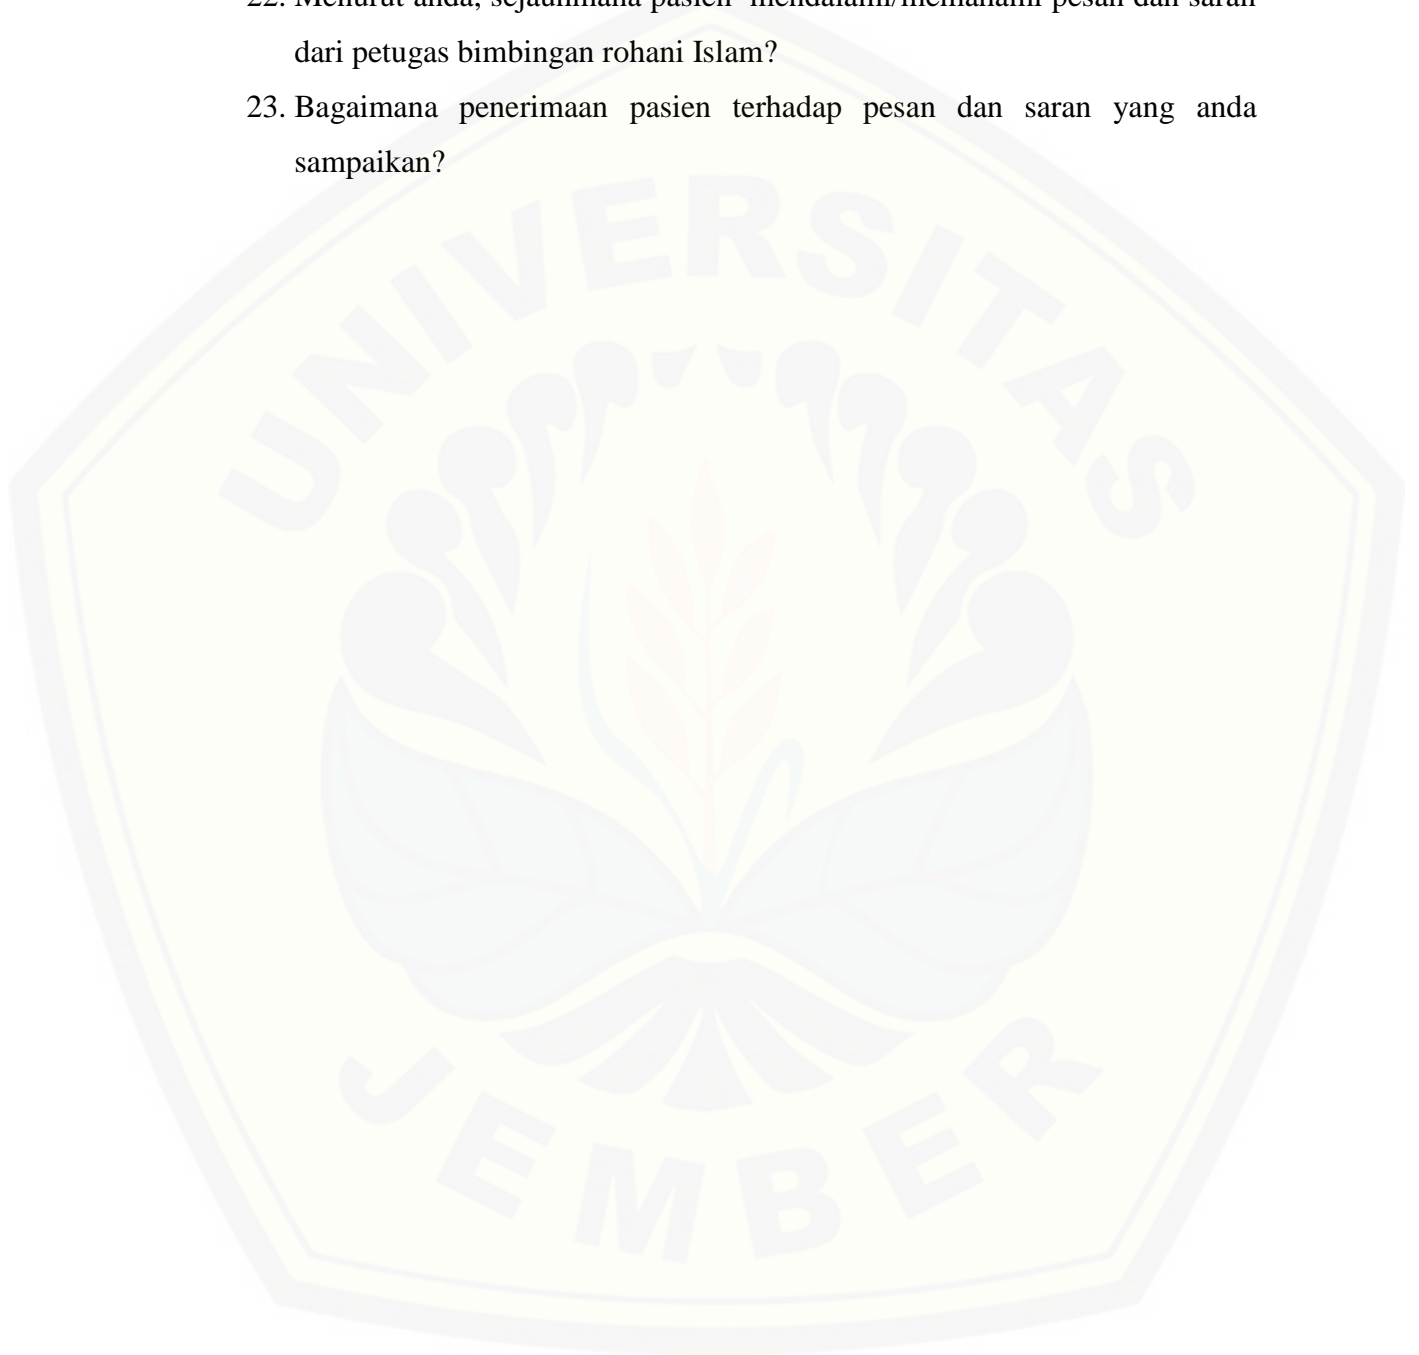 22. Menurut anda, sejauhmana pasien mendalami/memahami pesan dan saran
dari petugas bimbingan rohani Islam?
23. Bagaimana penerimaan pasien terhadap pesan dan saran yang anda
sampaikan?
UNIVERSITAS
JEMBER